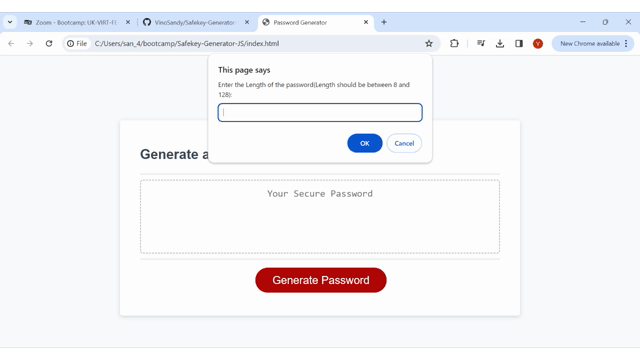 Zoom - Bootcamp: UK-VIRT-FE
VinoSandy/Safekey-Generator-
Password Generator
File
C:/Users/san_4/bootcamp/Safekey-Generator-JS/index.html
V
New Chrome available
This page says
Enter the Length of the password(Length should be between 8 and
128):
OK
Cancel
Generate a
Your Secure Password
Generate Password